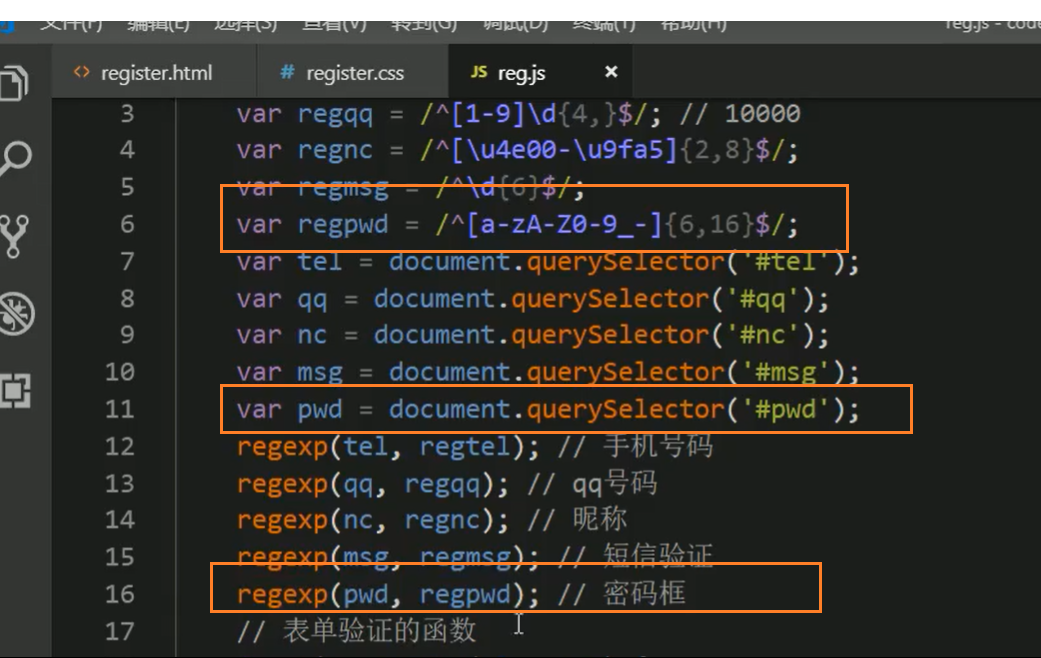 文件(F) 编辑(E) 选择(S) 查看(V) 转到(G) 调试(D) 终端(T) 帮助(H) reg.js - code
<> register.html # register.css JS reg.js ×
3 var regqq = /^[1-9]\d{4,}$/; // 10000
4 var regnc = /^[\u4e00-\u9fa5]{2,8}$/;
5 var regmsg = /^\d{6}$/;
6 var regpwd = /^[a-zA-Z0-9_-]{6,16}$/;
7 var tel = document.querySelector('#tel');
8 var qq = document.querySelector('#qq');
9 var nc = document.querySelector('#nc');
10 var msg = document.querySelector('#msg');
11 var pwd = document.querySelector('#pwd');
12 regexp(tel, regtel); // 手机号码
13 regexp(qq, regqq); // qq号码
14 regexp(nc, regnc); // 昵称
15 regexp(msg, regmsg); // 短信验证
16 regexp(pwd, regpwd); // 密码框
17 // 表单验证的函数